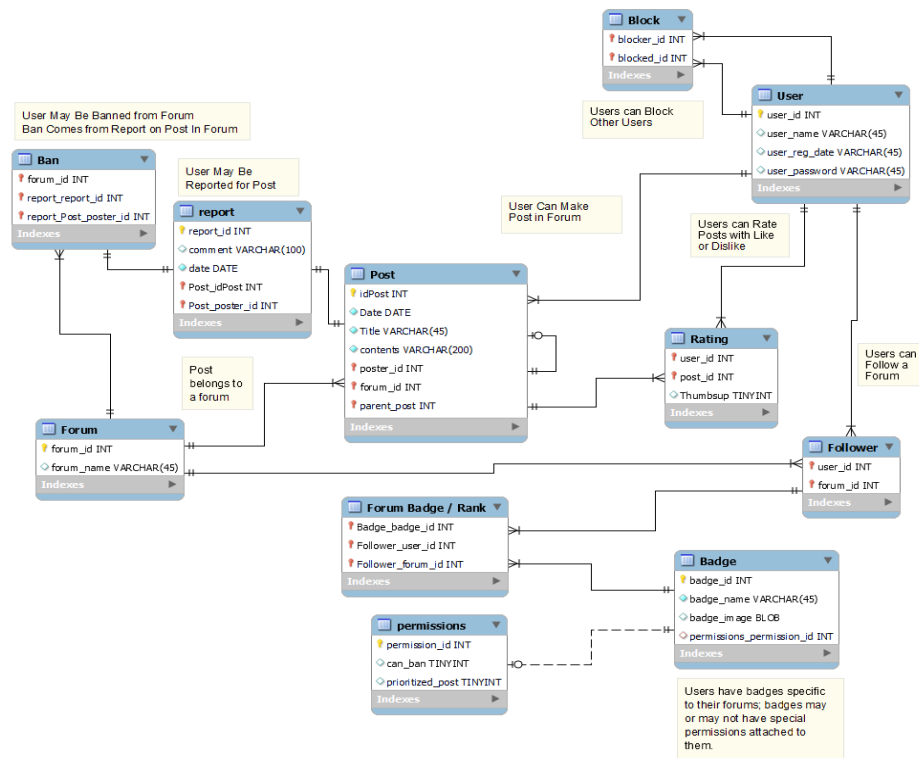 Block
blocker_id INT
blocked_id INT
Indexes
Users can Block
Other Users
User
user_id INT
user_name VARCHAR(45)
user_reg_date VARCHAR(45)
user_password VARCHAR(45)
Indexes
User May Be Banned from Forum
Ban Comes from Report on Post In Forum
Ban
forum_id INT
report_report_id INT
report_Post_poster_id INT
Indexes
User May Be
Reported for Post
report
report_id INT
comment VARCHAR(100)
date DATE
Post_idPost INT
Post_poster_id INT
Indexes
User Can Make
Post in Forum
Users can Rate
Posts with Like
or Dislike
Post
idPost INT
Date DATE
Title VARCHAR(45)
contents VARCHAR(200)
poster_id INT
forum_id INT
parent_post INT
Indexes
Rating
user_id INT
post_id INT
Thumbsup TINYINT
Indexes
Users can
Follow a
Forum
Post
belongs to
a forum
Forum
forum_id INT
forum_name VARCHAR(45)
Indexes
Follower
user_id INT
forum_id INT
Indexes
Forum Badge / Rank
Badge_badge_id INT
Follower_user_id INT
Follower_forum_id INT
Indexes
Badge
badge_id INT
badge_name VARCHAR(45)
badge_image BLOB
permissions_permission_id INT
Indexes
permissions
permission_id INT
can_ban TINYINT
prioritized_post TINYINT
Indexes
Users have badges specific
to their forums; badges may
or may not have special
permissions attached to
them.